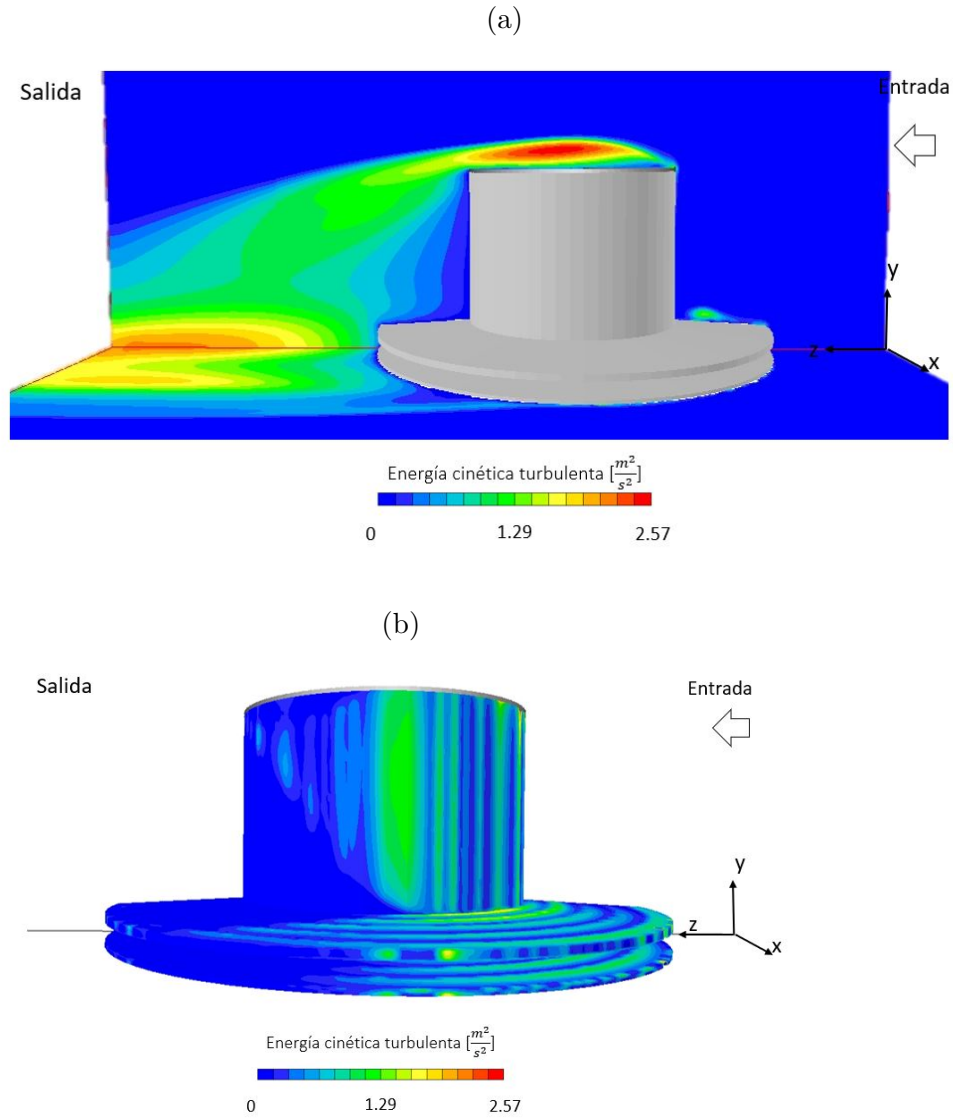 (a)
Salida
Entrada
y
z
x
Energía cinética turbulenta [m²/s²]
0 1.29 2.57
(b)
Salida
Entrada
y
z
x
Energía cinética turbulenta [m²/s²]
0 1.29 2.57